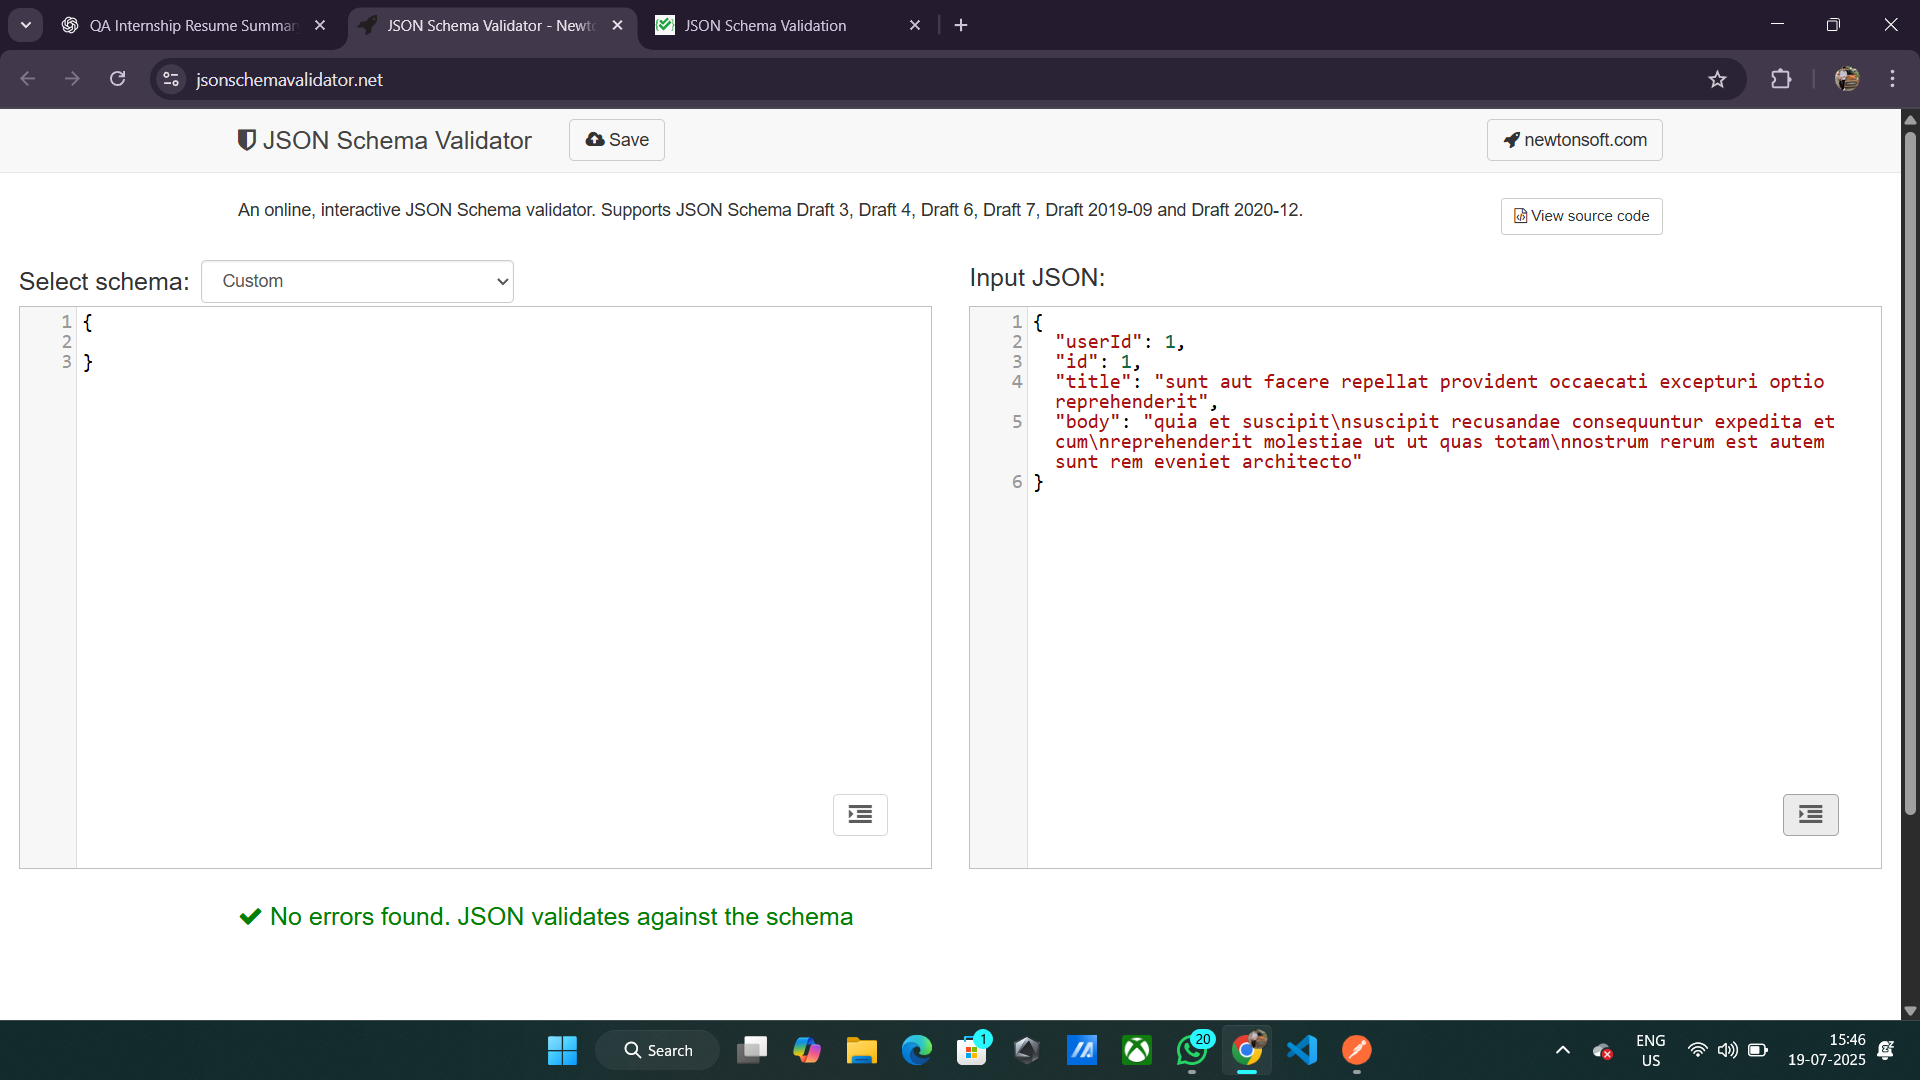 QA Internship Resume Summar
JSON Schema Validator - Newto
JSON Schema Validation
jsonschemavalidator.net
JSON Schema Validator
Save
newtonsoft.com
An online, interactive JSON Schema validator. Supports JSON Schema Draft 3, Draft 4, Draft 6, Draft 7, Draft 2019-09 and Draft 2020-12.
View source code
Select schema:
Custom
1 {
2
3 }
Input JSON:
1 {
2 "userId": 1,
3 "id": 1,
4 "title": "sunt aut facere repellat provident occaecati excepturi optio
reprehenderit",
5 "body": "quia et suscipit\nsuscipit recusandae consequuntur expedita et
cum\nreprehenderit molestiae ut ut quas totam\nnostrum rerum est autem
sunt rem eveniet architecto"
6 }
No errors found. JSON validates against the schema
Search
1
20
ENG
US
15:46
19-07-2025